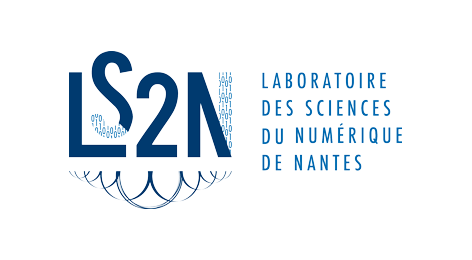 LS2N
LABORATOIRE
DES SCIENCES
DU NUMÉRIQUE
DE NANTES